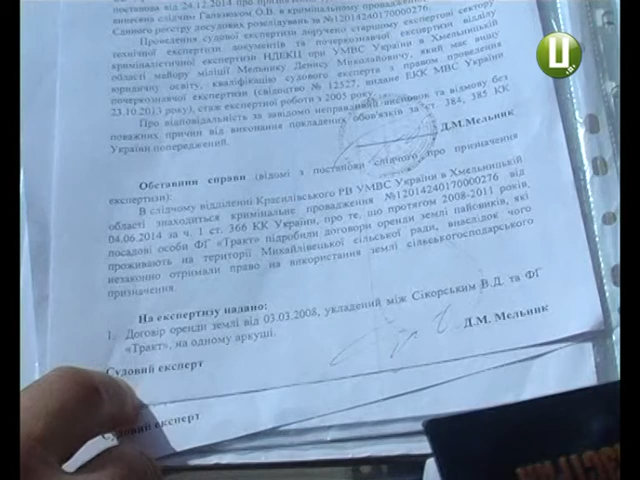 постанова від 24.12.2014 про
винесена слідчим Галанюком О.В. в кримінальному
Єдиного реєстру досудових розслідувань за №12014240170000276.
Проведення судової експертизи доручено старшому експерту сектору
технічної експертизи документів та почеркознавчої експертизи відділу
криміналістичної експертизи НДЕКЦ при УМВС України в Хмельницькій
області майору міліції Мельнику Денису Миколайовичу, який має вищу
юридичну освіту, кваліфікацію судового експерта з правом проведення
почеркознавчої експертизи (свідоцтво № 12527, видане ЕКК МВС України
23.10.2013 року), стаж експертної роботи з 2005 року.
Про відповідальність за завідомо неправдивий висновок та відмову без
поважних причин від виконання покладених обов'язків за ст. 384, 385 КК
України попереджений.
Д.М.Мельник
Обставини справи (відомі з постанови слідчого про призначення
експертизи):
В слідчому відділенні Красилівського РВ УМВС України в Хмельницькій
області знаходиться кримінальне провадження №12014240170000276 від
04.06.2014 за ч. 1 ст. 366 КК України, про те, що протягом 2008-2011 років,
посадові особи ФГ «Тракт» підробили договори оренди землі пайовиків, які
проживають на території Михайлівецької сільської ради, внаслідок чого
незаконно отримали право на використання землі сільськогосподарського
призначення.
На експертизу надано:
1. Договір оренди землі від 03.03.2008, укладений між Сікорським В.Д. та ФГ
«Тракт», на одному аркуші.
Судовий експерт
Д.М. Мельник
Судовий експерт
Ц